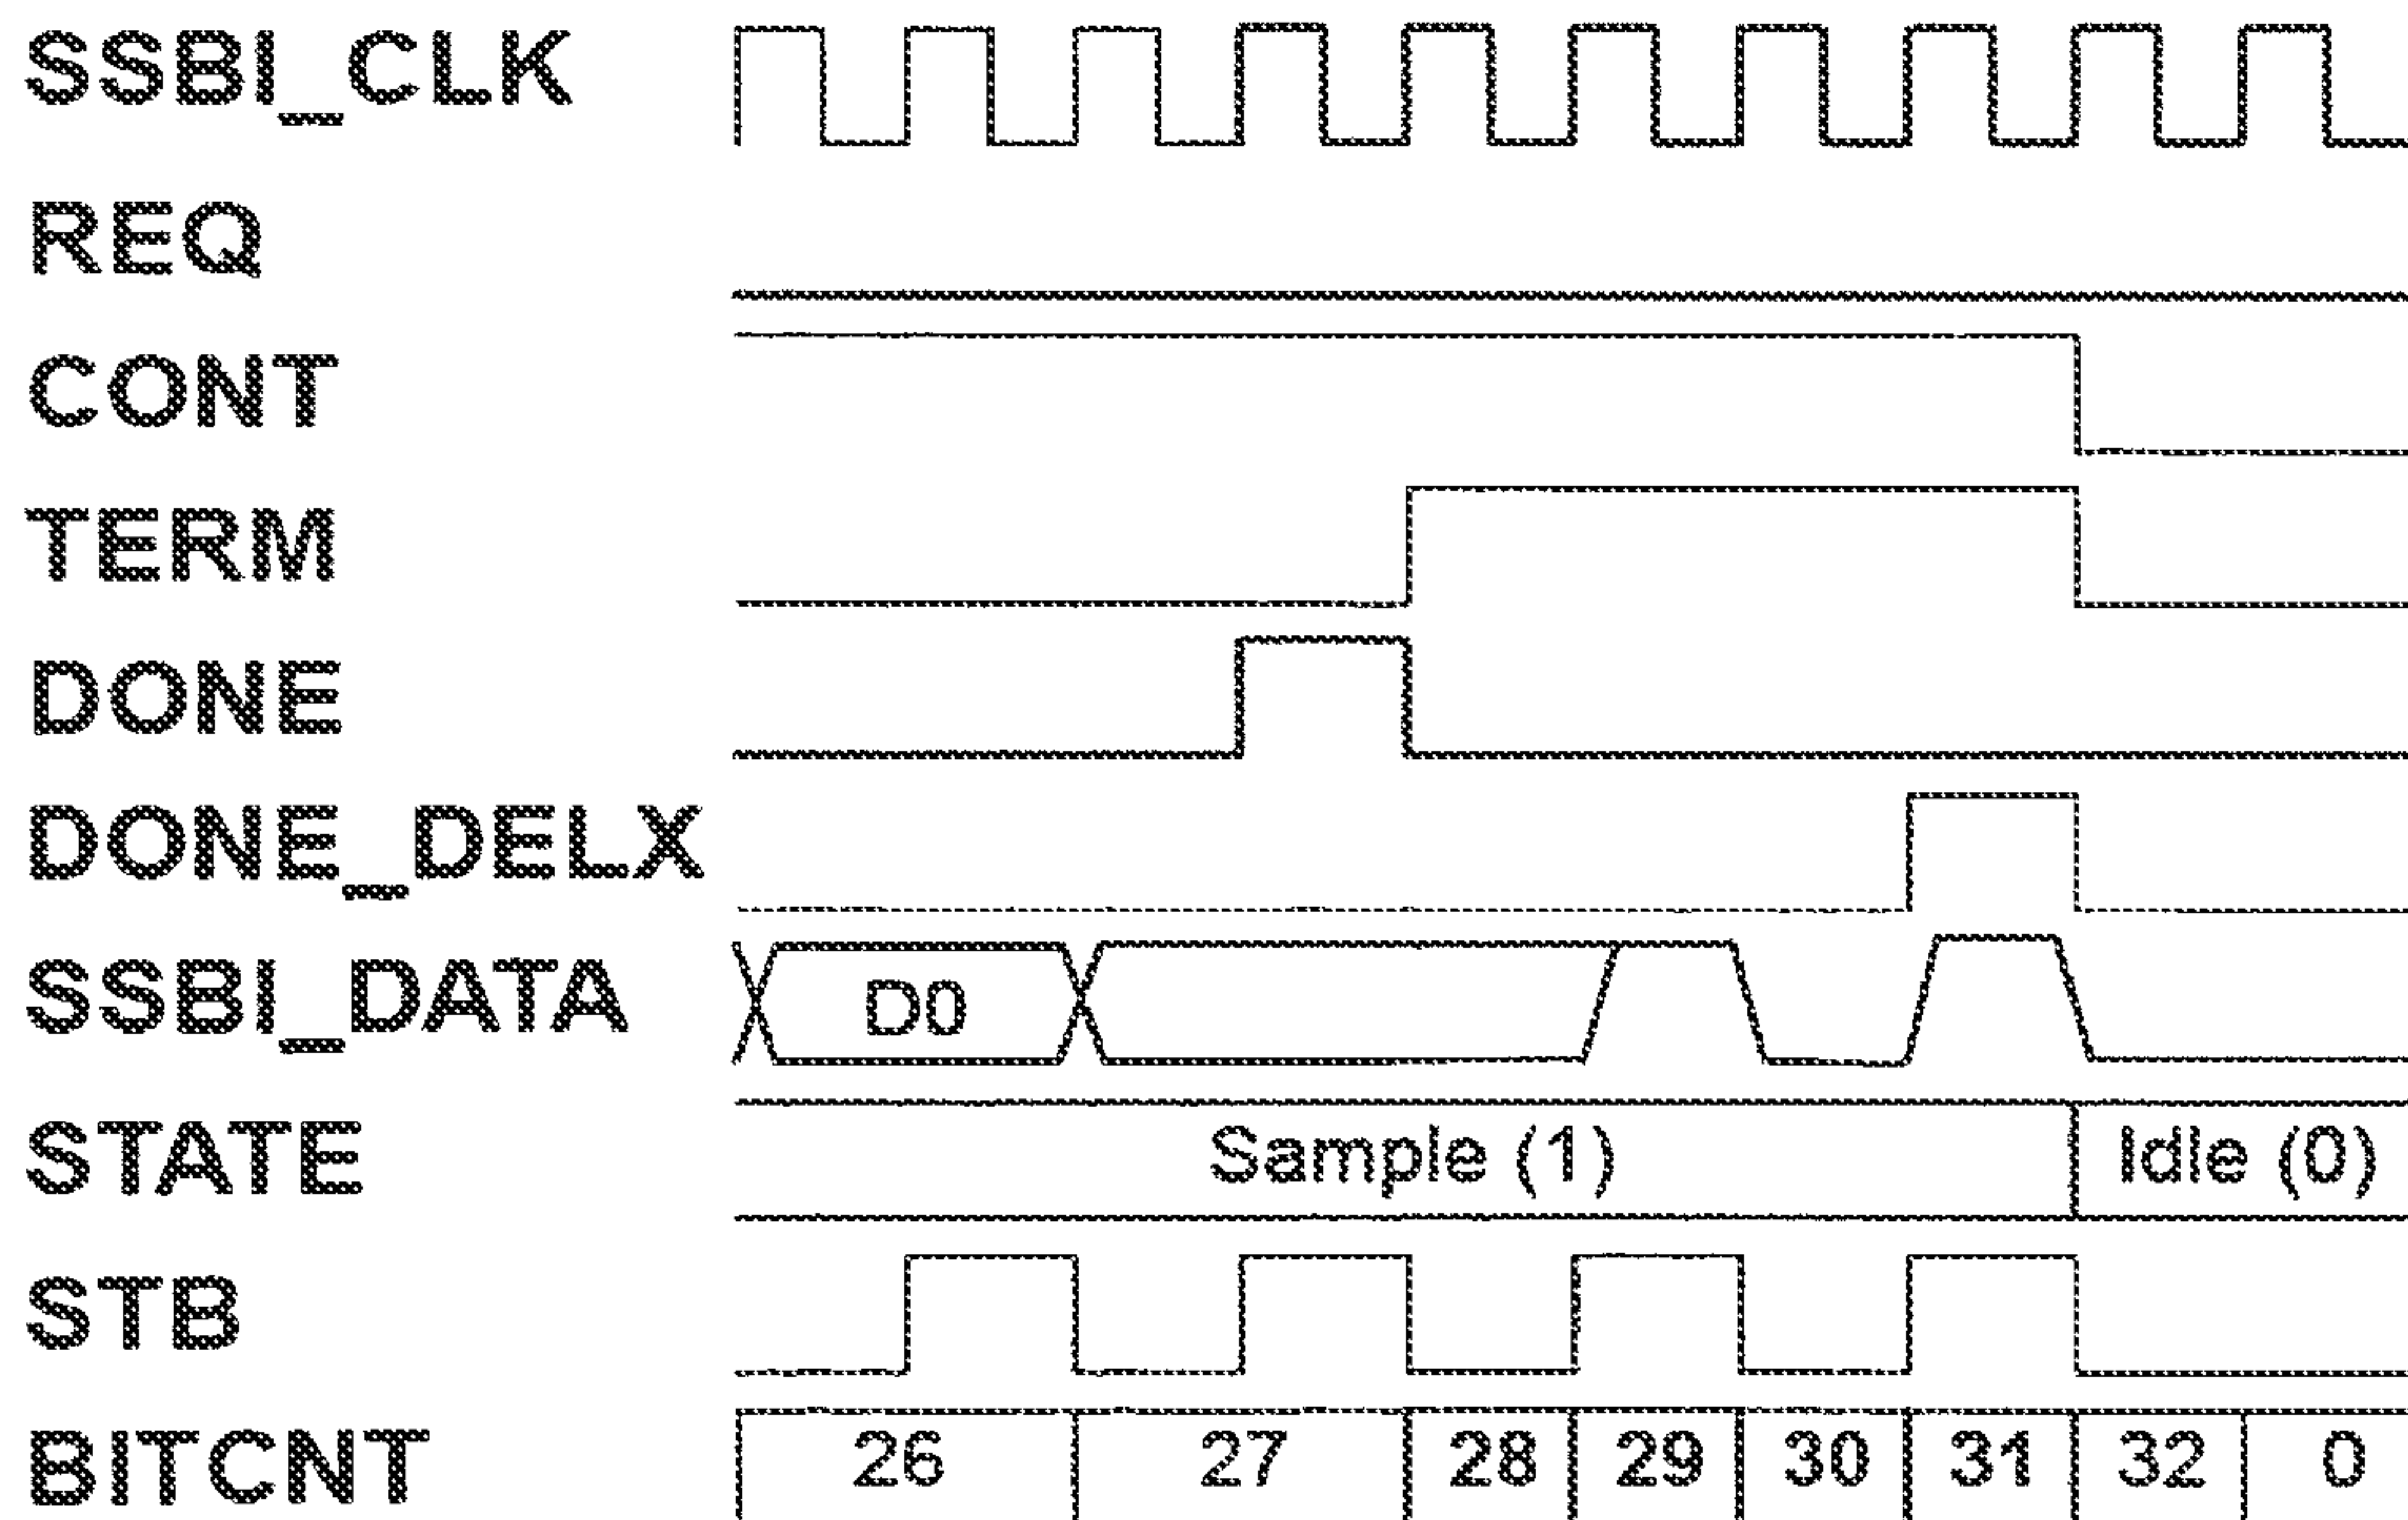 SSBI_CLK
REQ
CONT
TERM
DONE
DONE_DELX
SSBI_DATA D0
STATE Sample (1) Idle (0)
STB
BITCNT 26 27 28 29 30 31 32 0